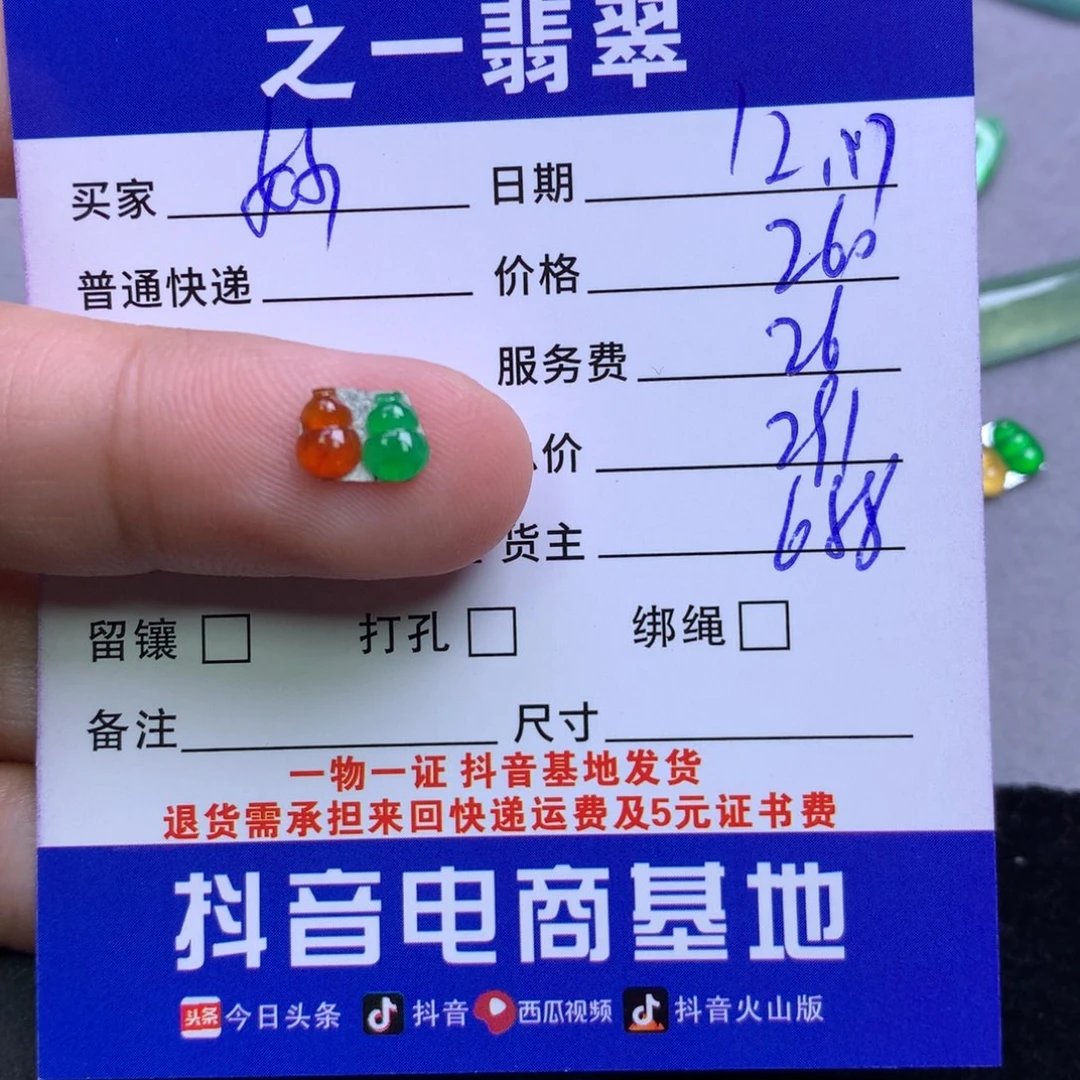 之一翡翠
买家 日期 12.17
普通快递 价格 260
服务费 26
价 291
货主 688
留镶 打孔 绑绳
备注 尺寸
一物一证 抖音基地发货
退货需承担来回快递运费及5元证书费
抖音电商基地
头条 今日头条 抖音 西瓜视频 抖音火山版